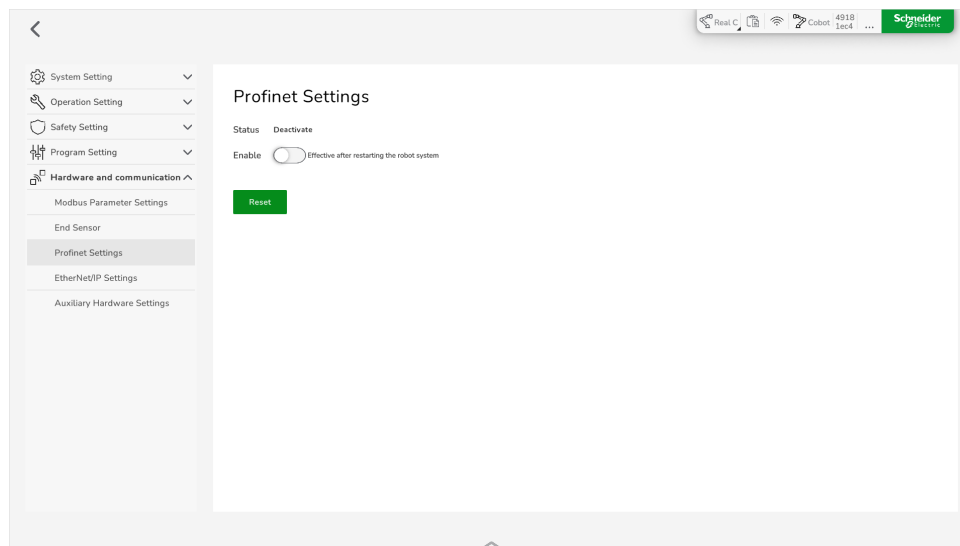 Real C
Cobot
4918
1ec4
...
Schneider
Electric
System Setting
Operation Setting
Safety Setting
Program Setting
Hardware and communication
Modbus Parameter Settings
End Sensor
Profinet Settings
EtherNet/IP Settings
Auxiliary Hardware Settings
Profinet Settings
Status Deactivate
Enable Effective after restarting the robot system
Reset